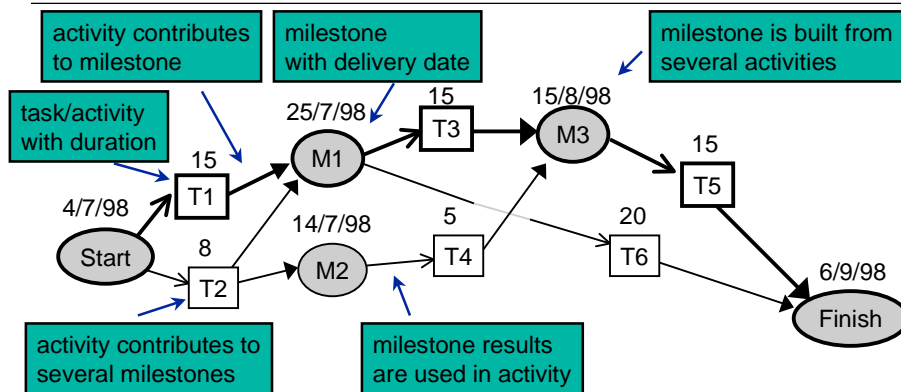 activity contributes
to milestone
milestone
with delivery date
milestone is built from
several activities
task/activity
with duration
25/7/98
15
15/8/98
T3
M3
15
M1
15
T1
T5
4/7/98
14/7/98
5
20
8
Start
T2
M2
T4
T6
6/9/98
Finish
activity contributes to
several milestones
milestone results
are used in activity